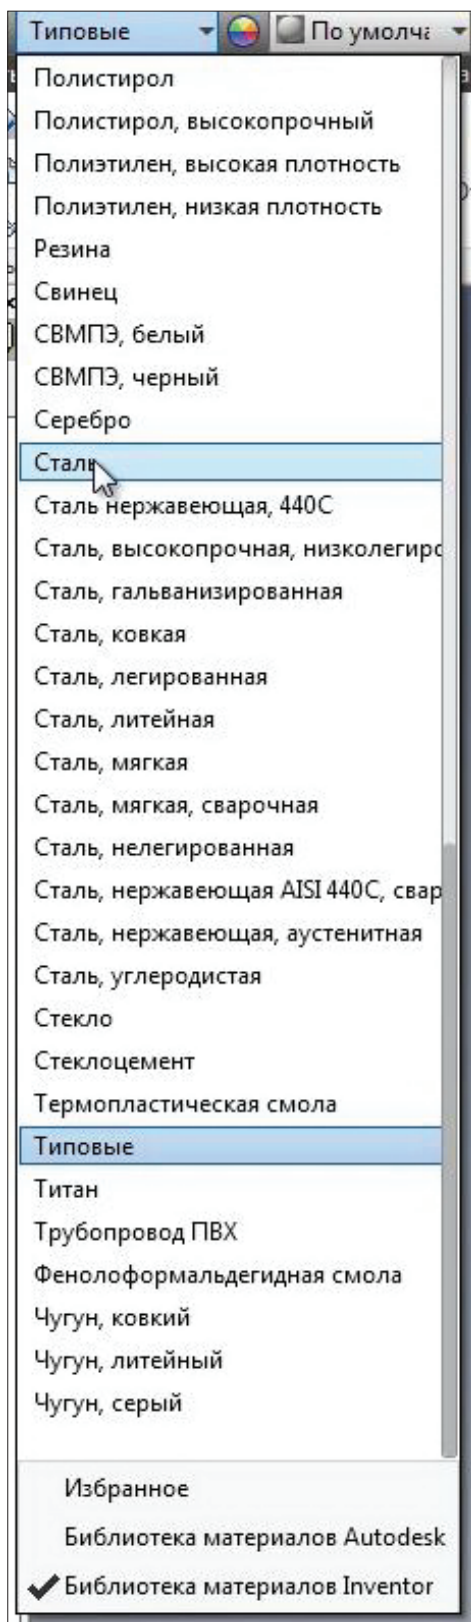 Типовые По умолча
Полистирол
Полистирол, высокопрочный
Полиэтилен, высокая плотность
Полиэтилен, низкая плотность
Резина
Свинец
СВМПЭ, белый
СВМПЭ, черный
Серебро
Сталь
Сталь нержавеющая, 440C
Сталь, высокопрочная, низколегиро
Сталь, гальванизированная
Сталь, ковкая
Сталь, легированная
Сталь, литейная
Сталь, мягкая
Сталь, мягкая, сварочная
Сталь, нелегированная
Сталь, нержавеющая AISI 440C, свар
Сталь, нержавеющая, аустенитная
Сталь, углеродистая
Стекло
Стеклоцемент
Термопластическая смола
Типовые
Титан
Трубопровод ПВХ
Фенолоформальдегидная смола
Чугун, ковкий
Чугун, литейный
Чугун, серый
Избранное
Библиотека материалов Autodesk
Библиотека материалов Inventor